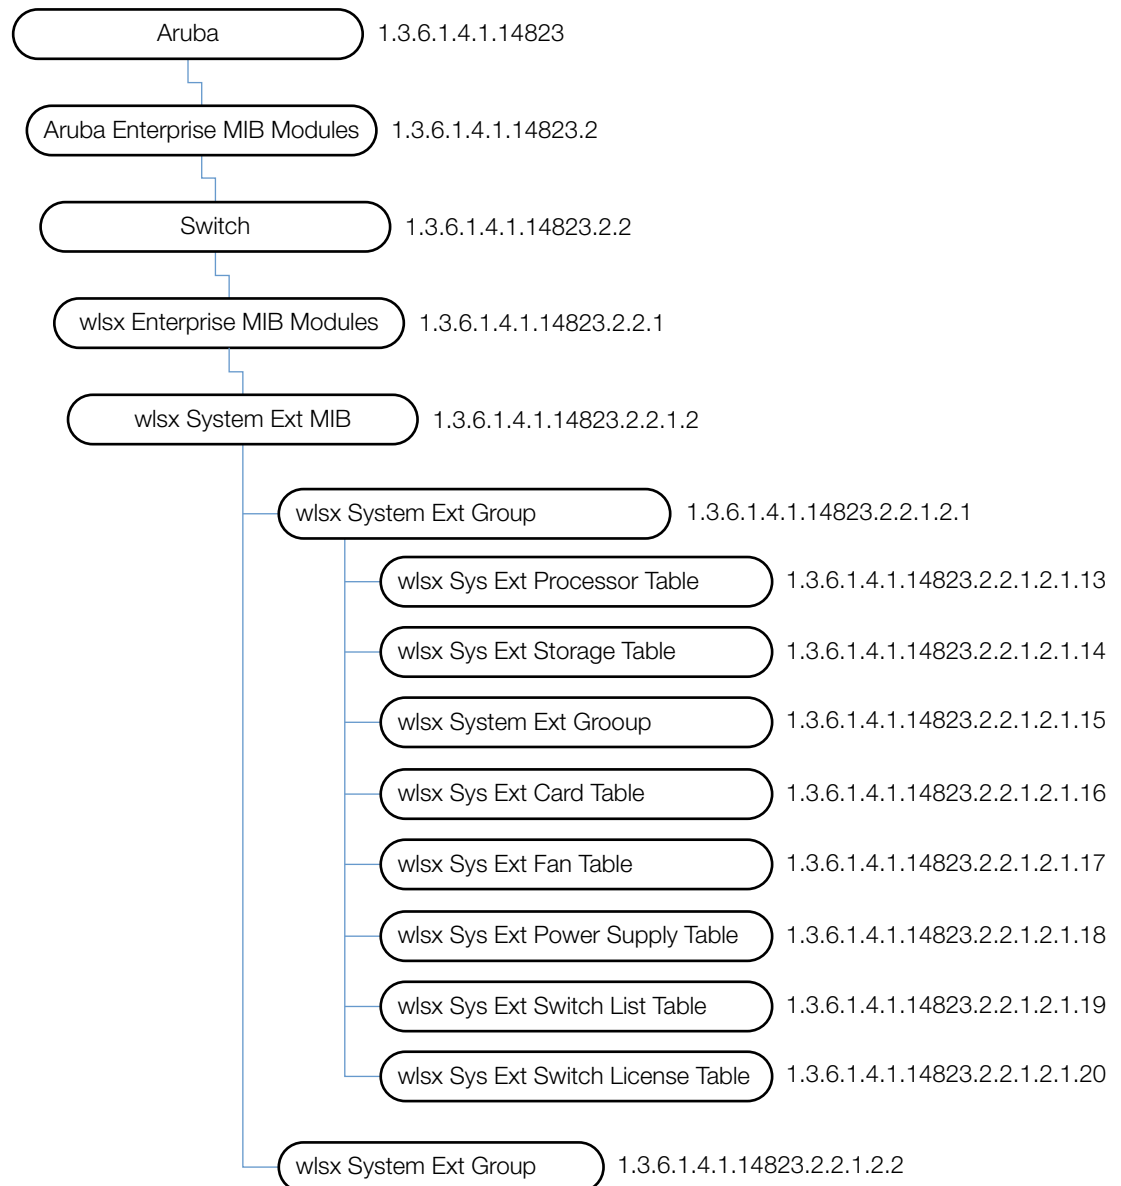 Aruba 1.3.6.1.4.1.14823
Aruba Enterprise MIB Modules 1.3.6.1.4.1.14823.2
Switch 1.3.6.1.4.1.14823.2.2
wlsx Enterprise MIB Modules 1.3.6.1.4.1.14823.2.2.1
wlsx System Ext MIB 1.3.6.1.4.1.14823.2.2.1.2
wlsx System Ext Group 1.3.6.1.4.1.14823.2.2.1.2.1
wlsx Sys Ext Processor Table 1.3.6.1.4.1.14823.2.2.1.2.1.13
wlsx Sys Ext Storage Table 1.3.6.1.4.1.14823.2.2.1.2.1.14
wlsx System Ext Grooup 1.3.6.1.4.1.14823.2.2.1.2.1.15
wlsx Sys Ext Card Table 1.3.6.1.4.1.14823.2.2.1.2.1.16
wlsx Sys Ext Fan Table 1.3.6.1.4.1.14823.2.2.1.2.1.17
wlsx Sys Ext Power Supply Table 1.3.6.1.4.1.14823.2.2.1.2.1.18
wlsx Sys Ext Switch List Table 1.3.6.1.4.1.14823.2.2.1.2.1.19
wlsx Sys Ext Switch License Table 1.3.6.1.4.1.14823.2.2.1.2.1.20
wlsx System Ext Group 1.3.6.1.4.1.14823.2.2.1.2.2